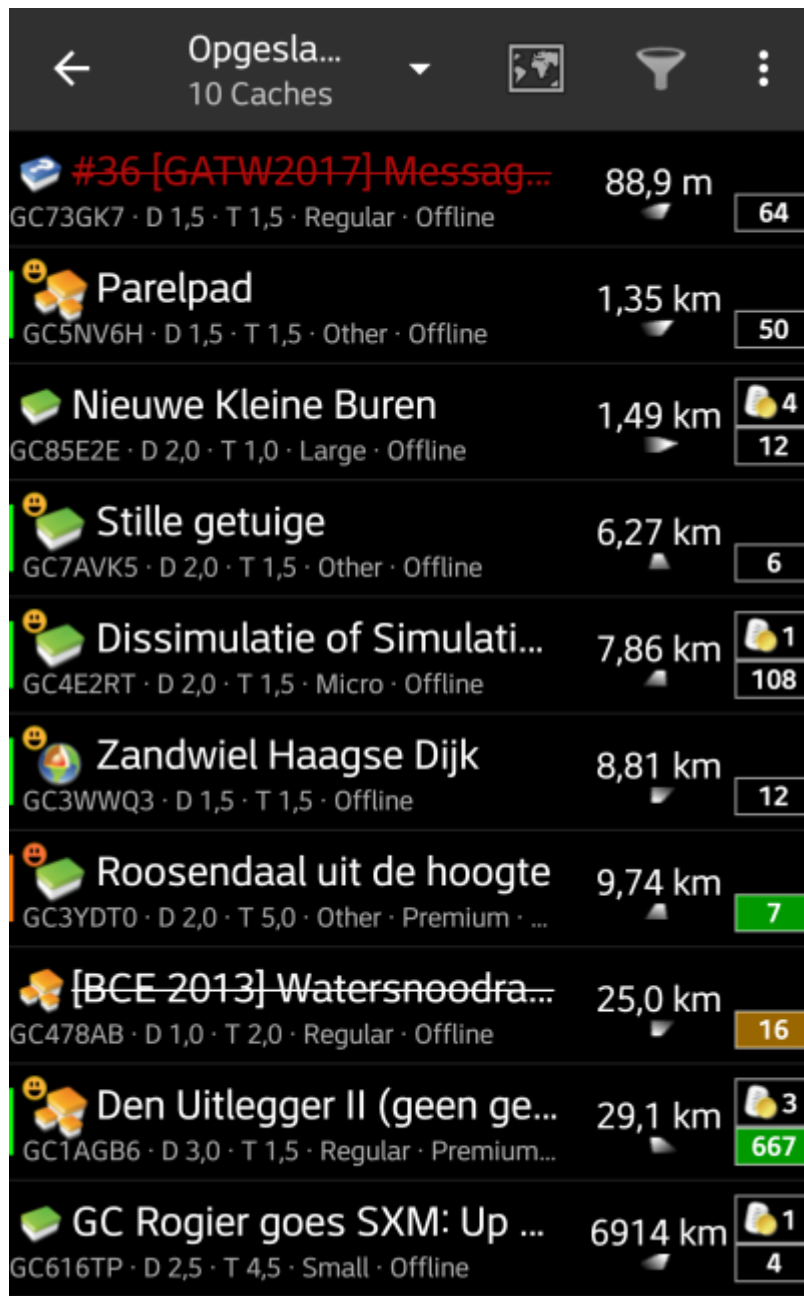 Opgesla...
10 Caches
#36 [GATW2017] Messag...
88,9 m
64
GC73GK7 · D 1,5 · T 1,5 · Regular · Offline
Parelpad
1,35 km
50
GC5NV6H · D 1,5 · T 1,5 · Other · Offline
Nieuwe Kleine Buren
1,49 km
4
12
GC85E2E · D 2,0 · T 1,0 · Large · Offline
Stille getuige
6,27 km
6
GC7AVK5 · D 2,0 · T 1,5 · Other · Offline
Dissimulatie of Simulati...
7,86 km
1
108
GC4E2RT · D 2,0 · T 1,5 · Micro · Offline
Zandwiel Haagse Dijk
8,81 km
12
GC3WWQ3 · D 1,5 · T 1,5 · Offline
Roosendaal uit de hoogte
9,74 km
7
GC3YDT0 · D 2,0 · T 5,0 · Other · Premium · ...
[BCE 2013] Watersnoodra...
25,0 km
16
GC478AB · D 1,0 · T 2,0 · Regular · Offline
Den Uitlegger II (geen ge...
29,1 km
3
667
GC1AGB6 · D 3,0 · T 1,5 · Regular · Premium...
GC Rogier goes SXM: Up ...
6914 km
1
4
GC616TP · D 2,5 · T 4,5 · Small · Offline